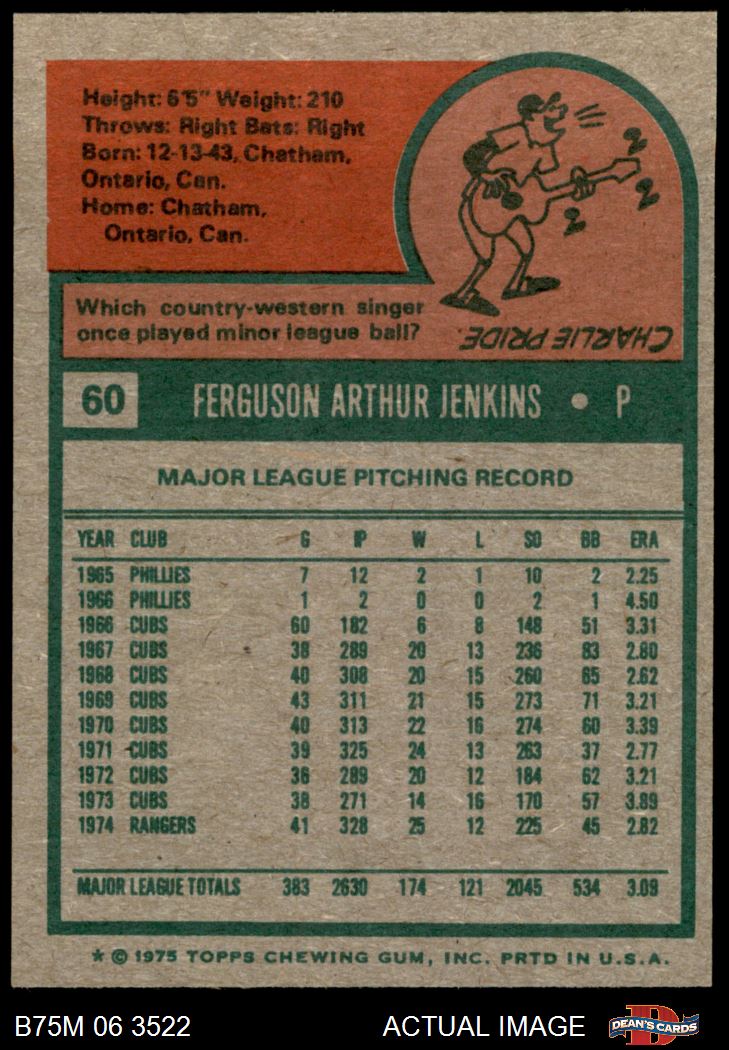 Height: 6'5" Weight: 210
Throws: Right Bats: Right
Born: 12-13-43, Chatham,
Ontario, Can.
Home: Chatham,
Ontario, Can.
Which country-western singer
once played minor league ball?
CHARLIE PRIDE.
60 FERGUSON ARTHUR JENKINS • P
MAJOR LEAGUE PITCHING RECORD
YEAR CLUB G IP W L SO BB ERA
1965 PHILLIES 7 12 2 1 10 2 2.25
1966 PHILLIES 1 2 0 0 2 1 4.50
1966 CUBS 60 182 6 8 148 51 3.31
1967 CUBS 38 289 20 13 236 83 2.80
1968 CUBS 40 308 20 15 260 65 2.62
1969 CUBS 43 311 21 15 273 71 3.21
1970 CUBS 40 313 22 16 274 60 3.39
1971 CUBS 39 325 24 13 263 37 2.77
1972 CUBS 36 289 20 12 184 62 3.21
1973 CUBS 38 271 14 16 170 57 3.89
1974 RANGERS 41 328 25 12 225 45 2.82
MAJOR LEAGUE TOTALS 383 2630 174 121 2045 534 3.09
* © 1975 TOPPS CHEWING GUM, INC. PRTD IN U.S.A.
B75M 06 3522 ACTUAL IMAGE DEAN'S CARDS